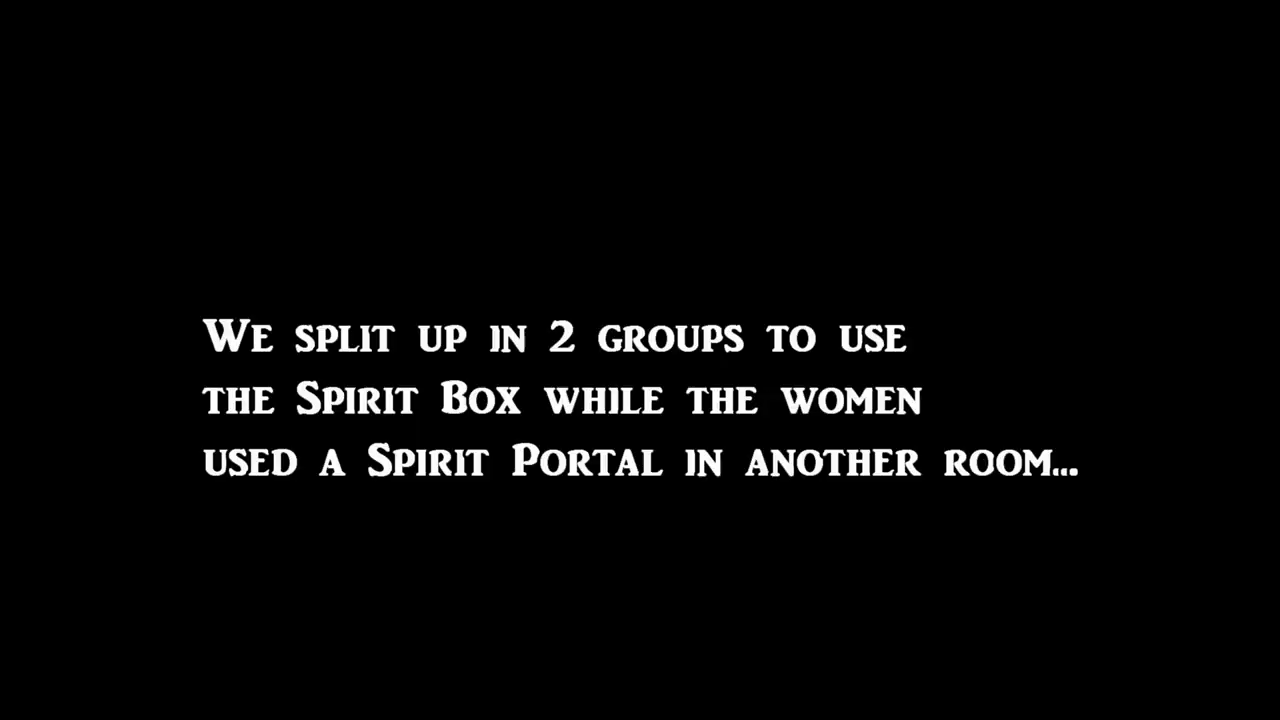 We split up in 2 groups to use
the Spirit Box while the women
used a Spirit Portal in another room...